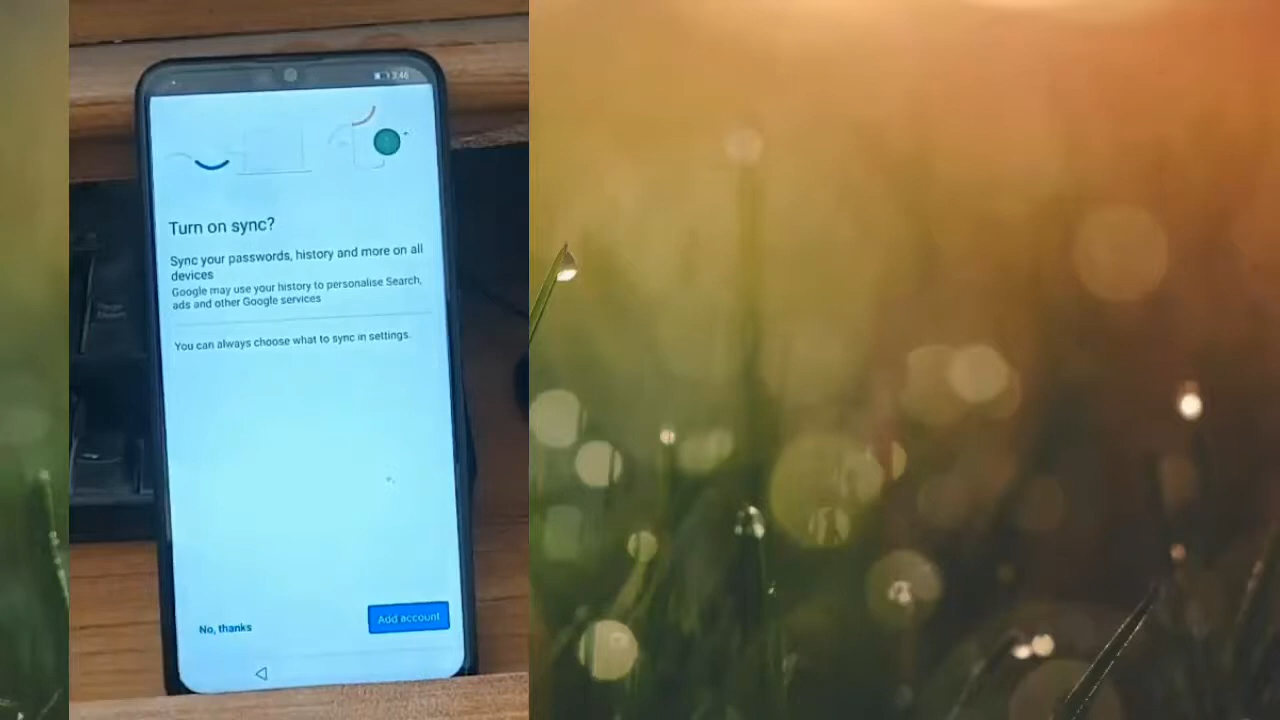 3:46
Turn on sync?
Sync your passwords, history and more on all
devices
Google may use your history to personalise Search,
ads and other Google services
You can always choose what to sync in settings.
No, thanks
Add account